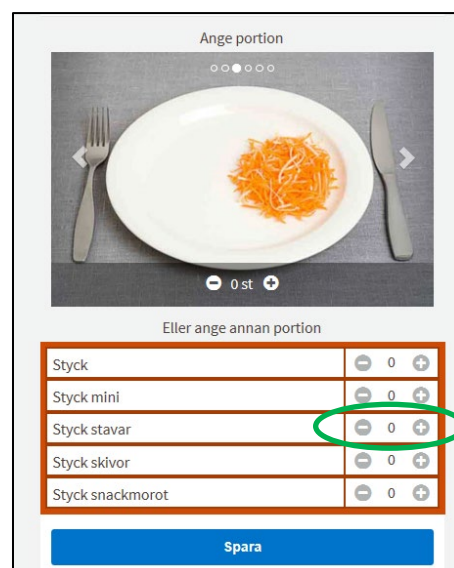 Ange portion
0 st
Eller ange annan portion
Styck 0
Styck mini 0
Styck stavar 0
Styck skivor 0
Styck snackmorot 0
Spara